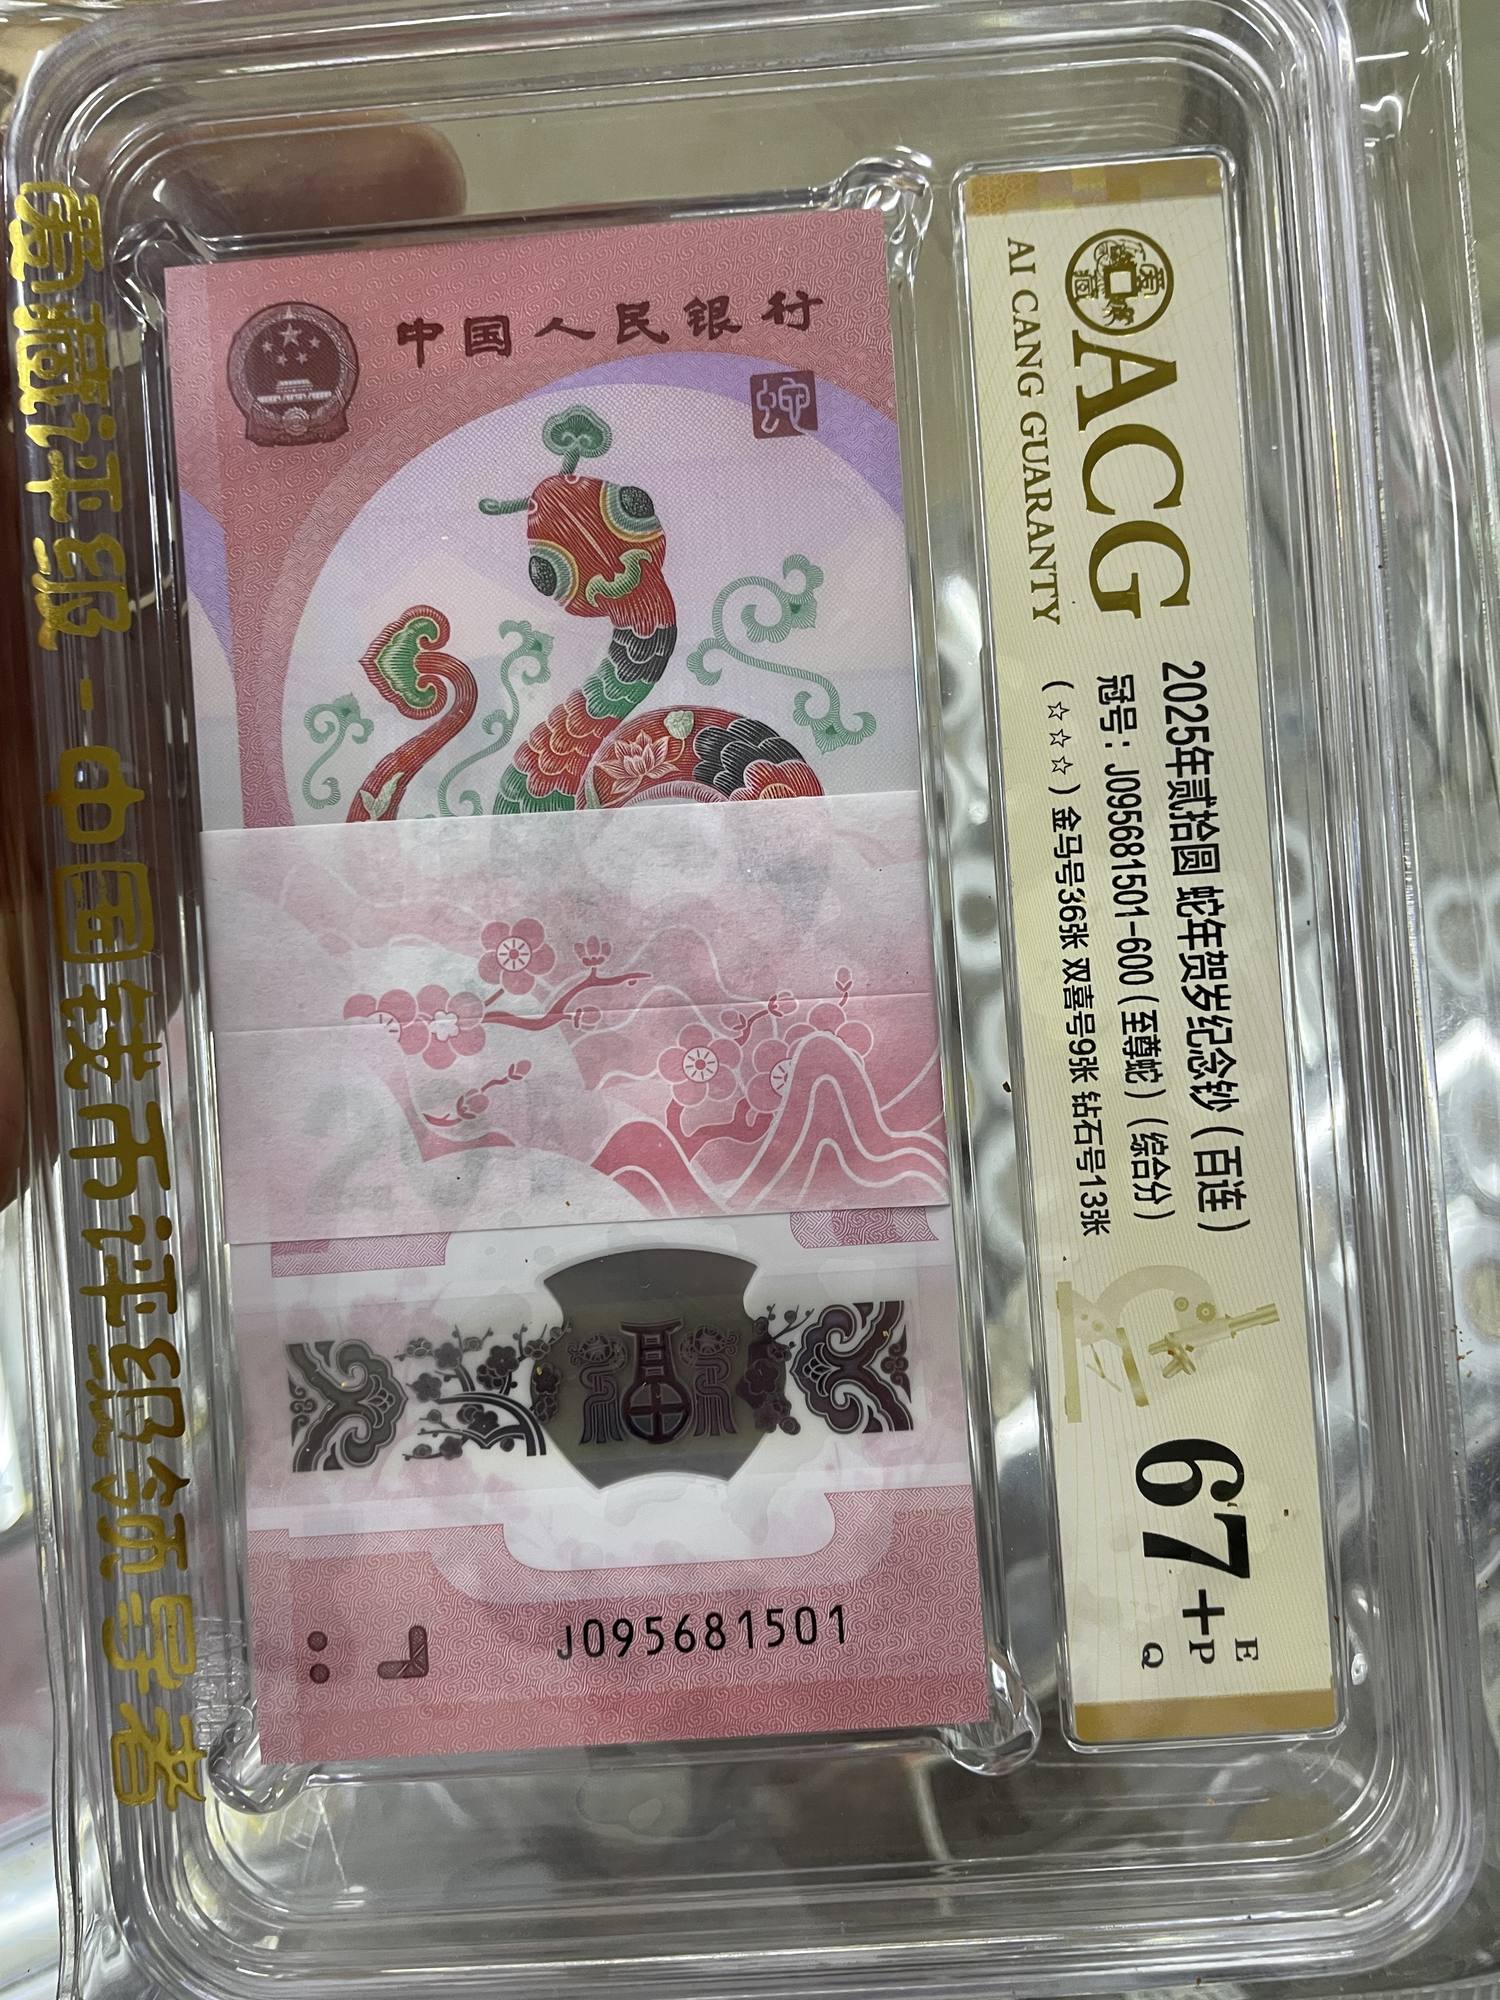 爱藏评级 - 中国钱币评级领导者
中国人民银行
蛇
J095681501
爱藏
ACG
AI CANG GUARANTY
2025年贰拾圆 蛇年贺岁纪念钞（百连）
冠号：J095681501-600（至尊蛇）（综合分）
（☆☆☆）金马号36张 双喜号9张 钻石号13张
67+
E
P
Q